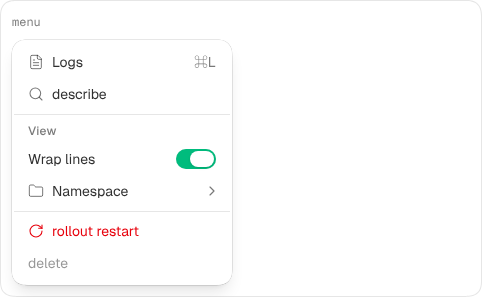 menu
Logs ⌘L
describe
View
Wrap lines
Namespace
rollout restart
delete